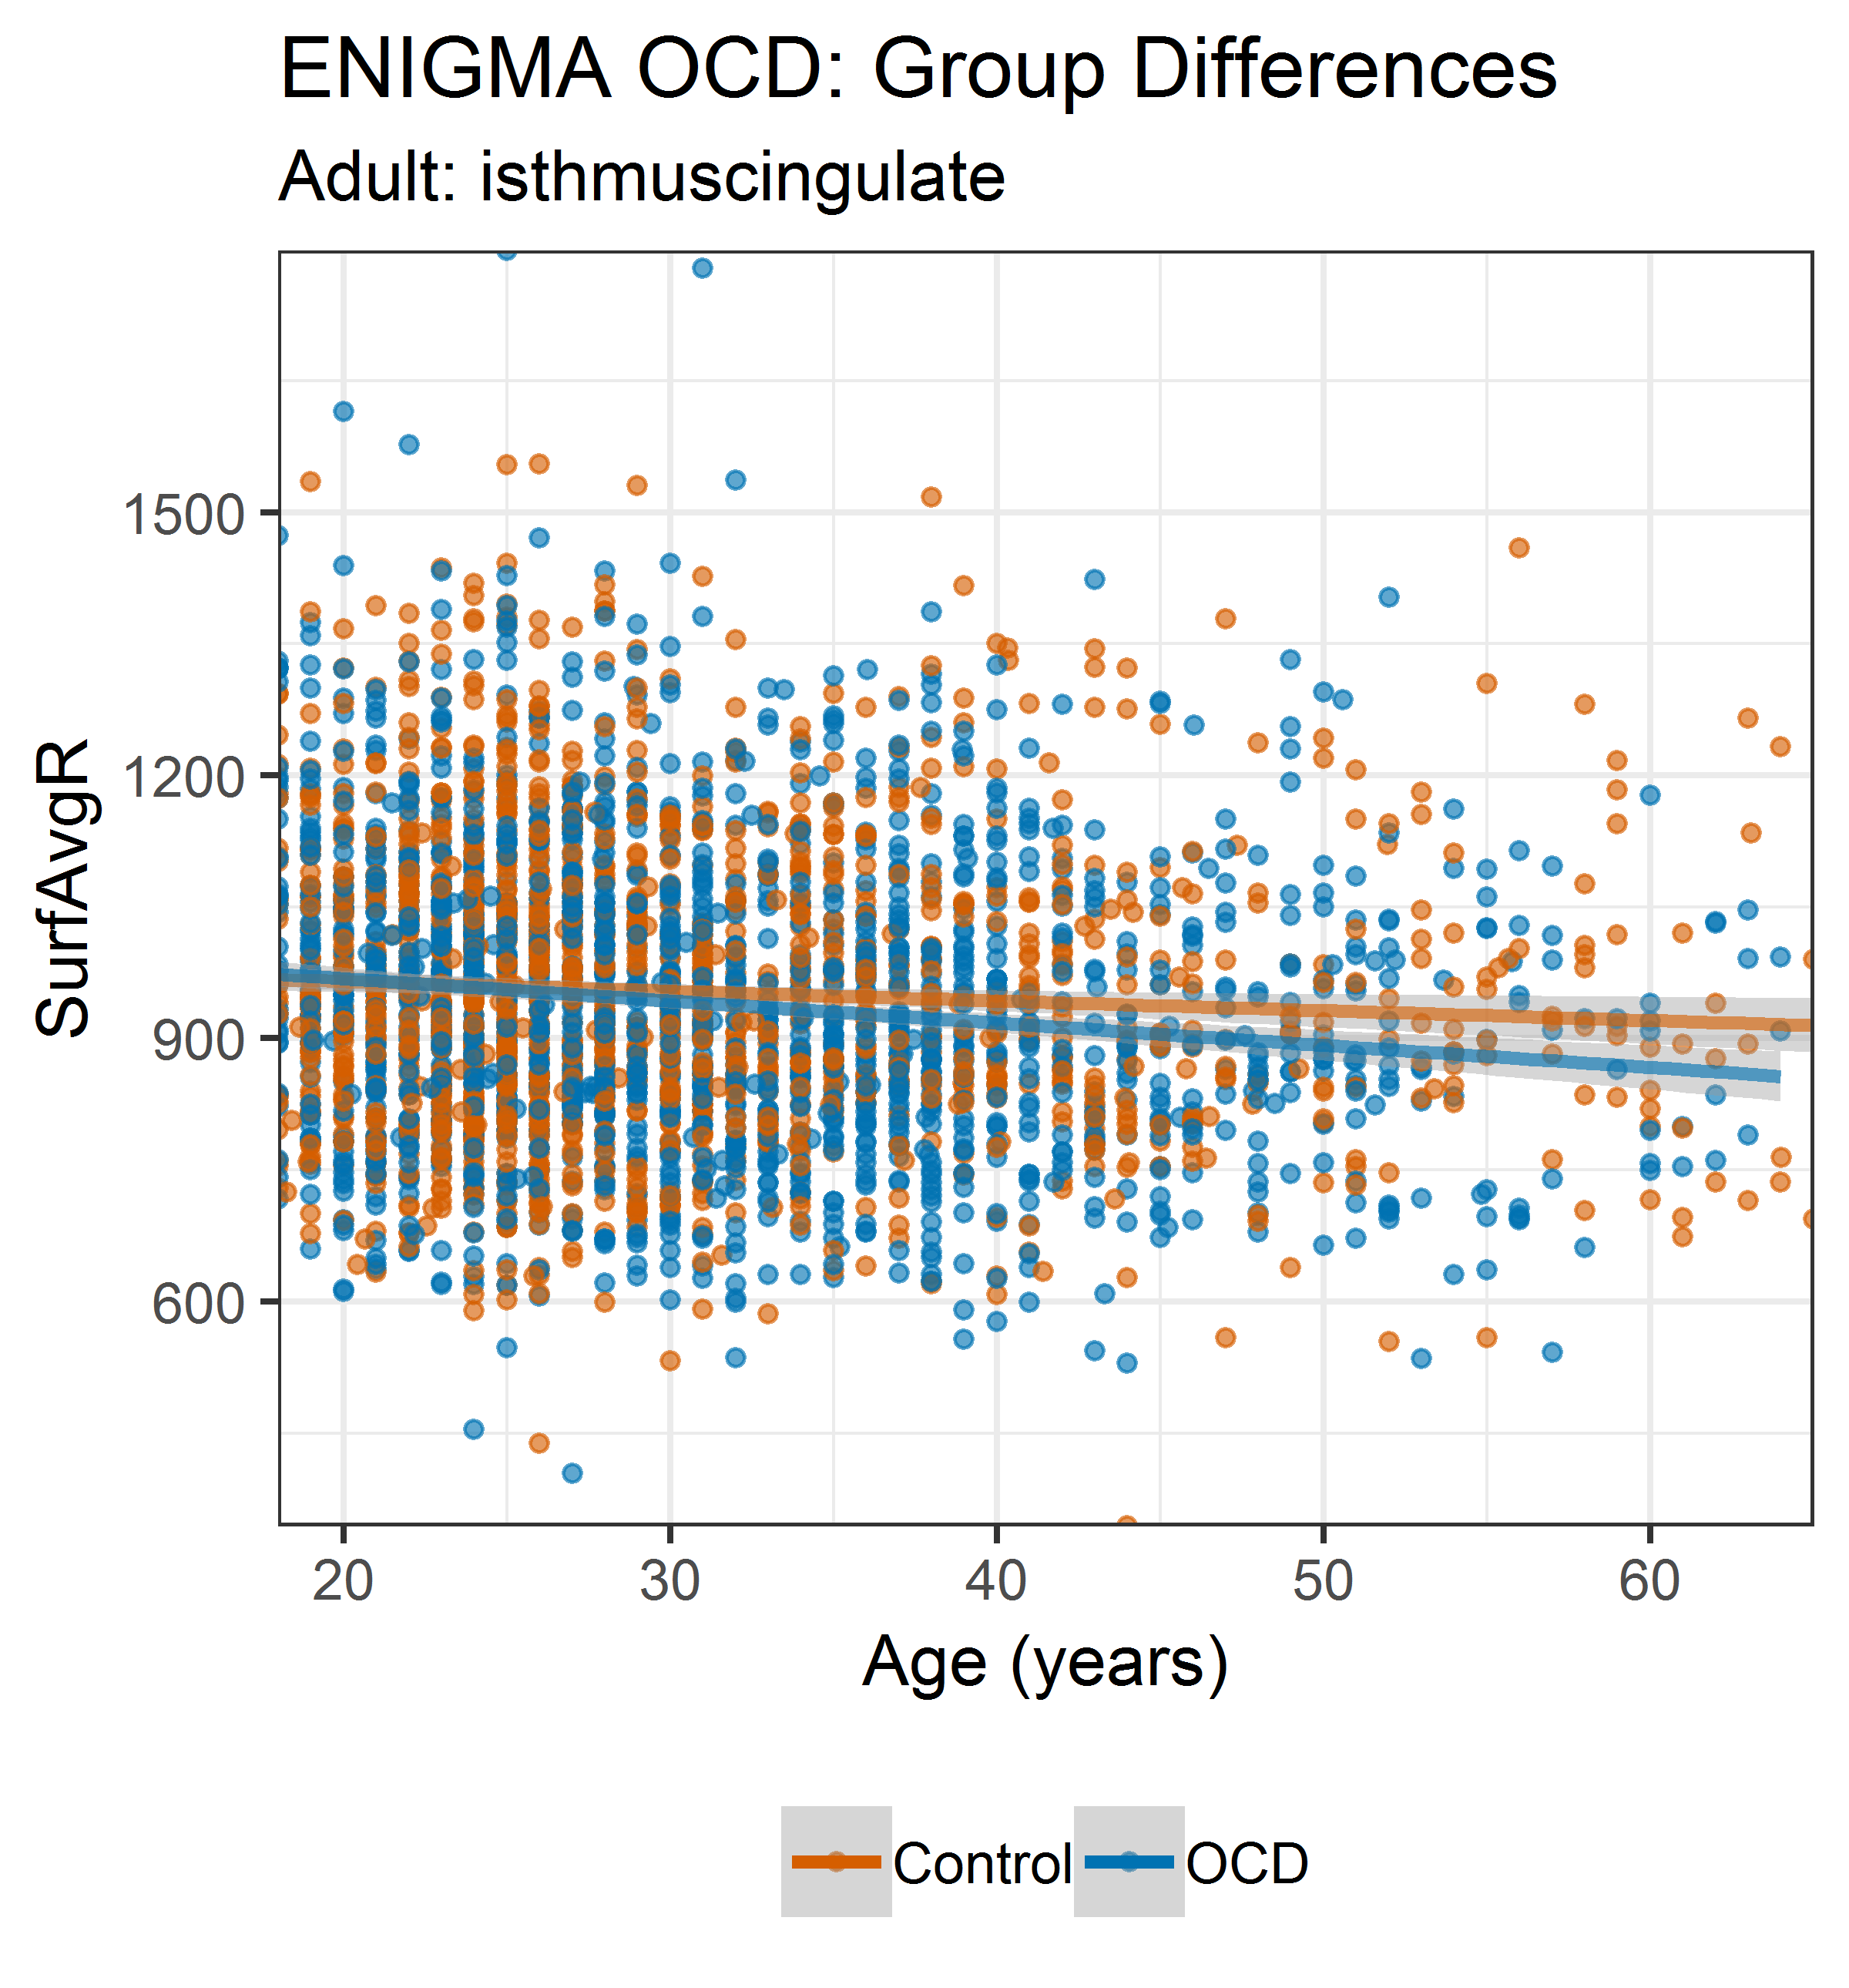 ENIGMA OCD: Group Differences
Adult: isthmuscingulate
SurfAvgR
1500
1200
900
600
20 30 40 50 60
Age (years)
Control OCD